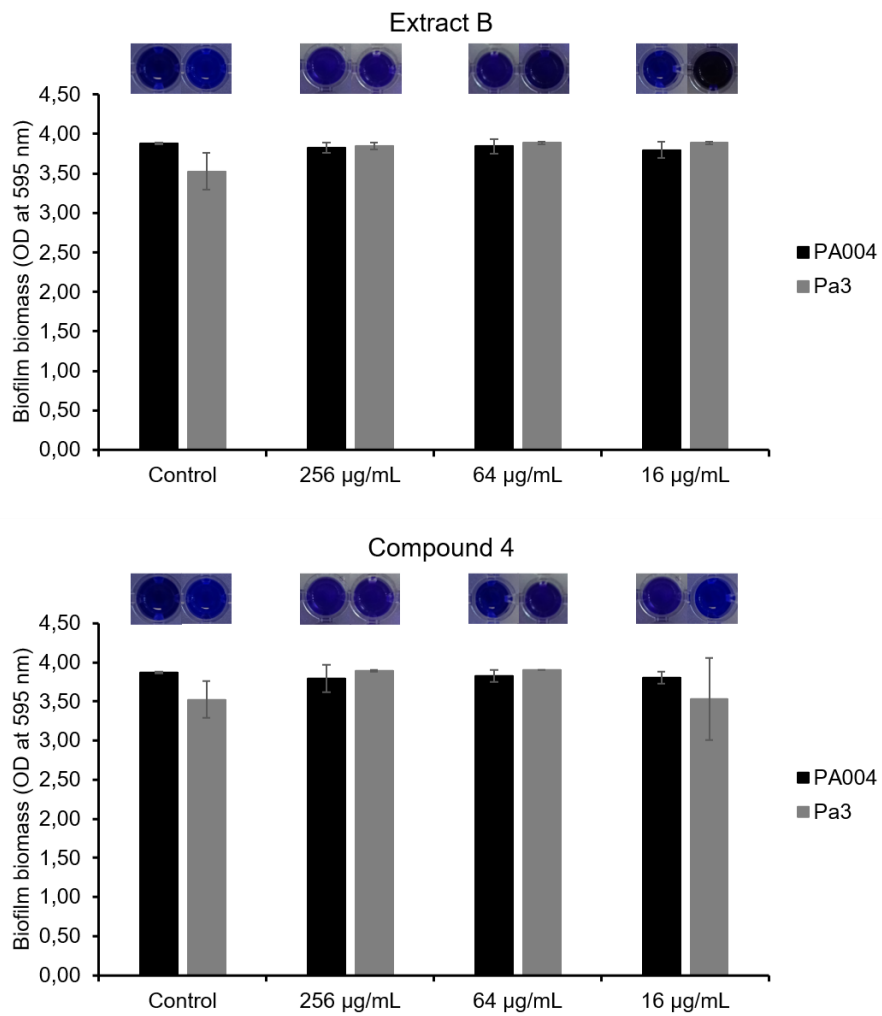 Extract B
Biofilm biomass (OD at 595 nm)
4,50
4,00
3,50
3,00
2,50
2,00
1,50
1,00
0,50
0,00
Control 256 µg/mL 64 µg/mL 16 µg/mL
PA004
Pa3
Compound 4
Biofilm biomass (OD at 595 nm)
4,50
4,00
3,50
3,00
2,50
2,00
1,50
1,00
0,50
0,00
Control 256 µg/mL 64 µg/mL 16 µg/mL
PA004
Pa3